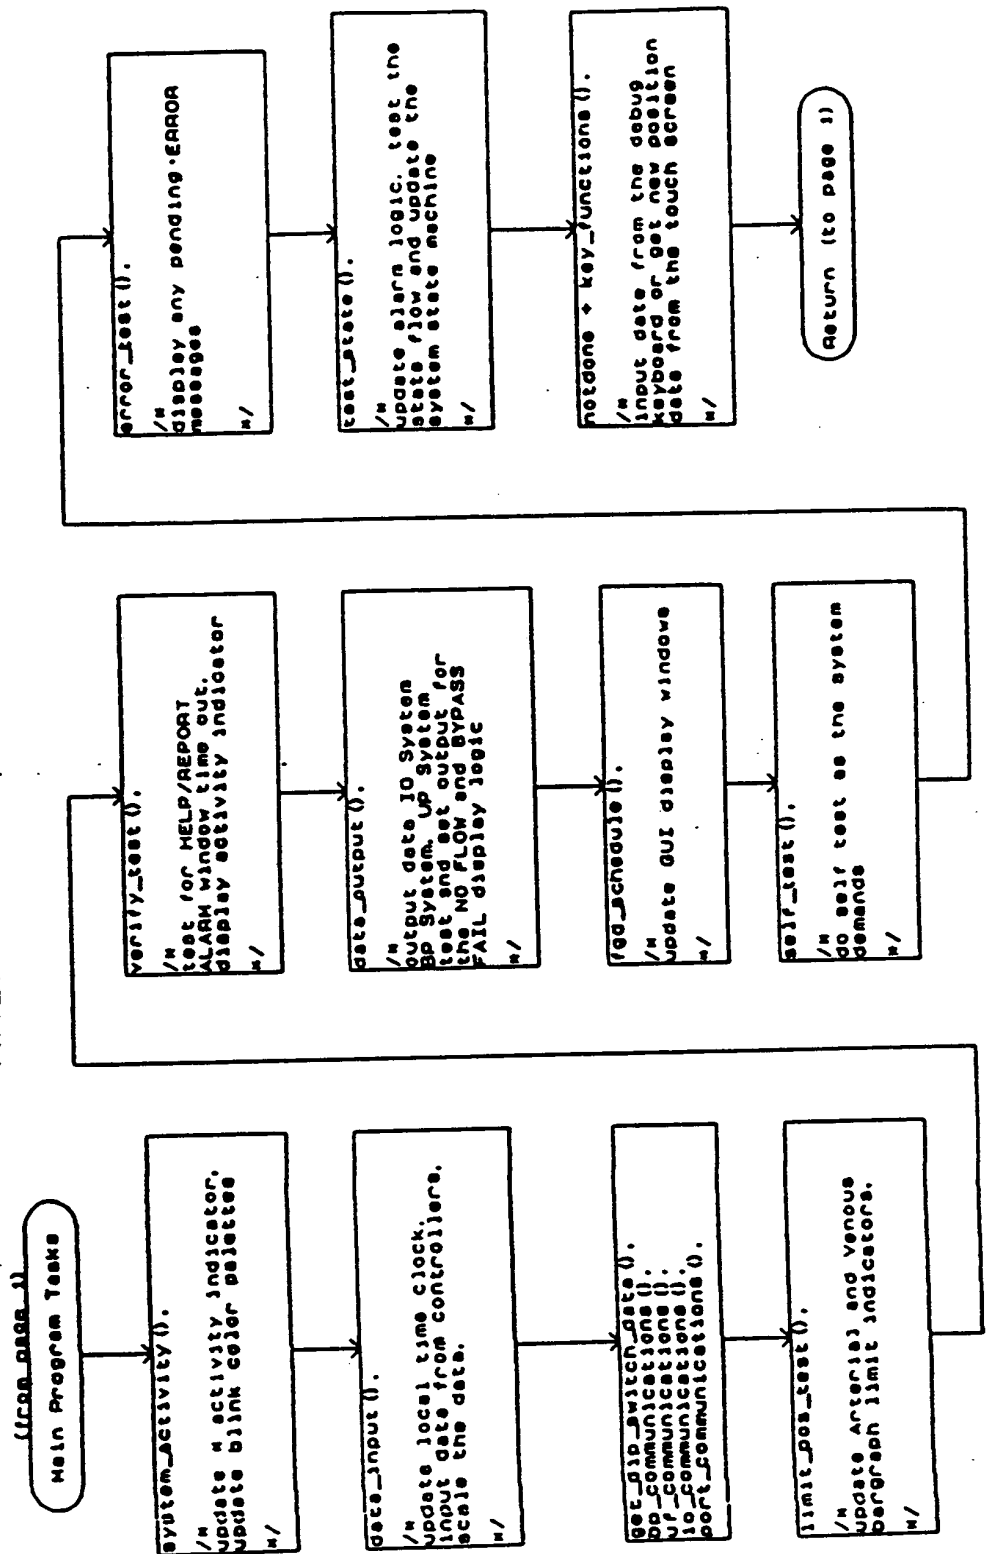 (from page 1)
Main Program Tasks
system_activity().
/*
update * activity indicator,
update blink color palettes
*/
data_input().
/*
update local time clock,
input data from controllers,
scale the data.
*/
get_dip_switch_data().
bp_communications().
uf_communications().
io_communications().
port_communications().
limit_pos_test().
/*
update Arterial and Venous
bargraph limit indicators.
*/
verify_test().
/*
test for HELP/REPORT
ALARM window time out.
display activity indicator
*/
data_output().
/*
output data IO System
BP System, UP System
test and set output for
the NO FLOW and BYPASS
FAIL display logic
*/
fgd_schedule().
/*
update GUI display windows
*/
self_test().
/*
do self test as the system
demands
*/
error_test().
/*
display any pending ERROR
messages
*/
test_state().
/*
update alarm logic, test the
state flow and update the
system state machine
*/
notdone + key_functions().
/*
input data from the debug
keyboard or get new position
data from the touch screen
*/
Return (to page 1)